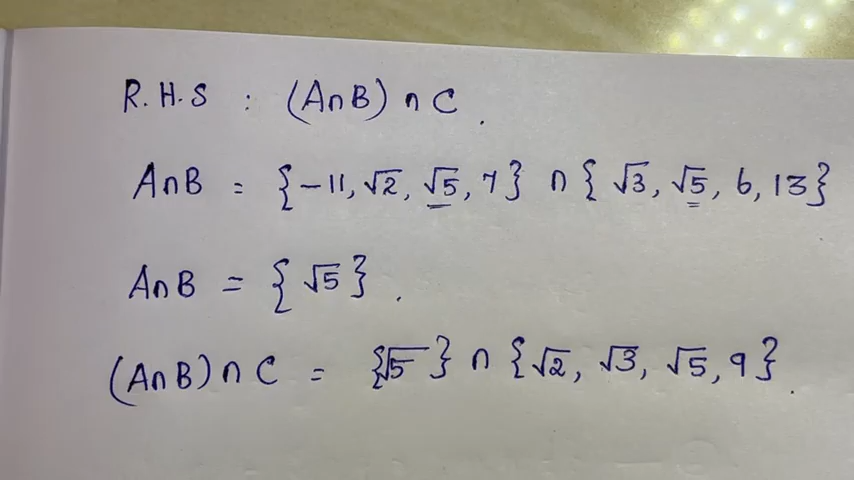 R.H.S : (A∩B) ∩ C.
A∩B = {-11, √2, √5, 7} ∩ { √3, √5, 6, 13}
A∩B = { √5 }.
(A∩B) ∩ C = {√5} ∩ {√2, √3, √5, 9}.